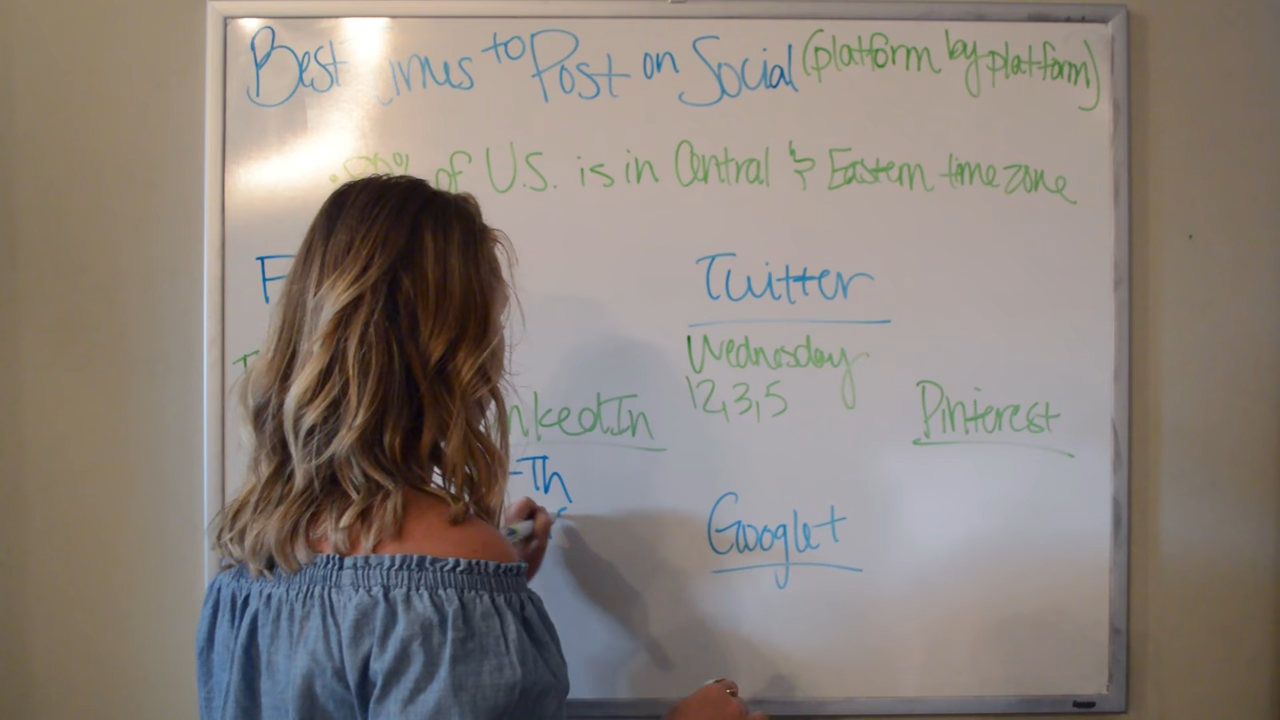 Best to Post on Social (platform by platform)
of U.S. is in Central & Eastern time zone
Twitter
Wednesday
12,3,5
nkedIn
Pinterest
-Th
Google+